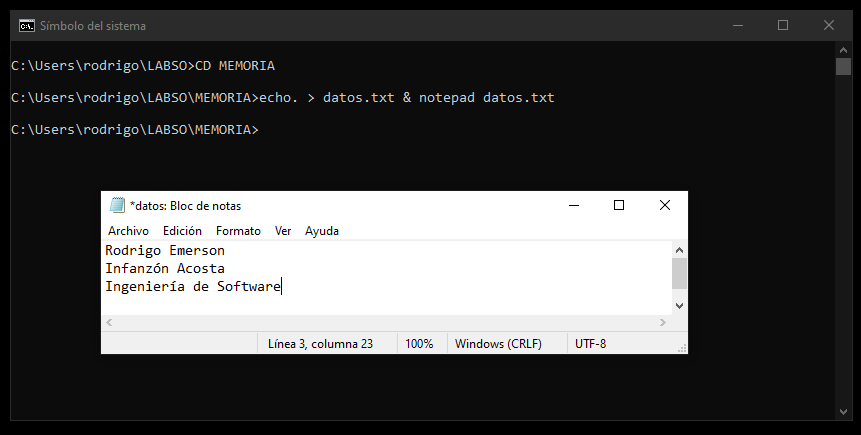 Símbolo del sistema
C:\Users\rodrigo\LABSO>CD MEMORIA
C:\Users\rodrigo\LABSO\MEMORIA>echo. > datos.txt & notepad datos.txt
C:\Users\rodrigo\LABSO\MEMORIA>
*datos: Bloc de notas
Archivo Edición Formato Ver Ayuda
Rodrigo Emerson
Infanzón Acosta
Ingeniería de Software
Línea 3, columna 23 100% Windows (CRLF) UTF-8